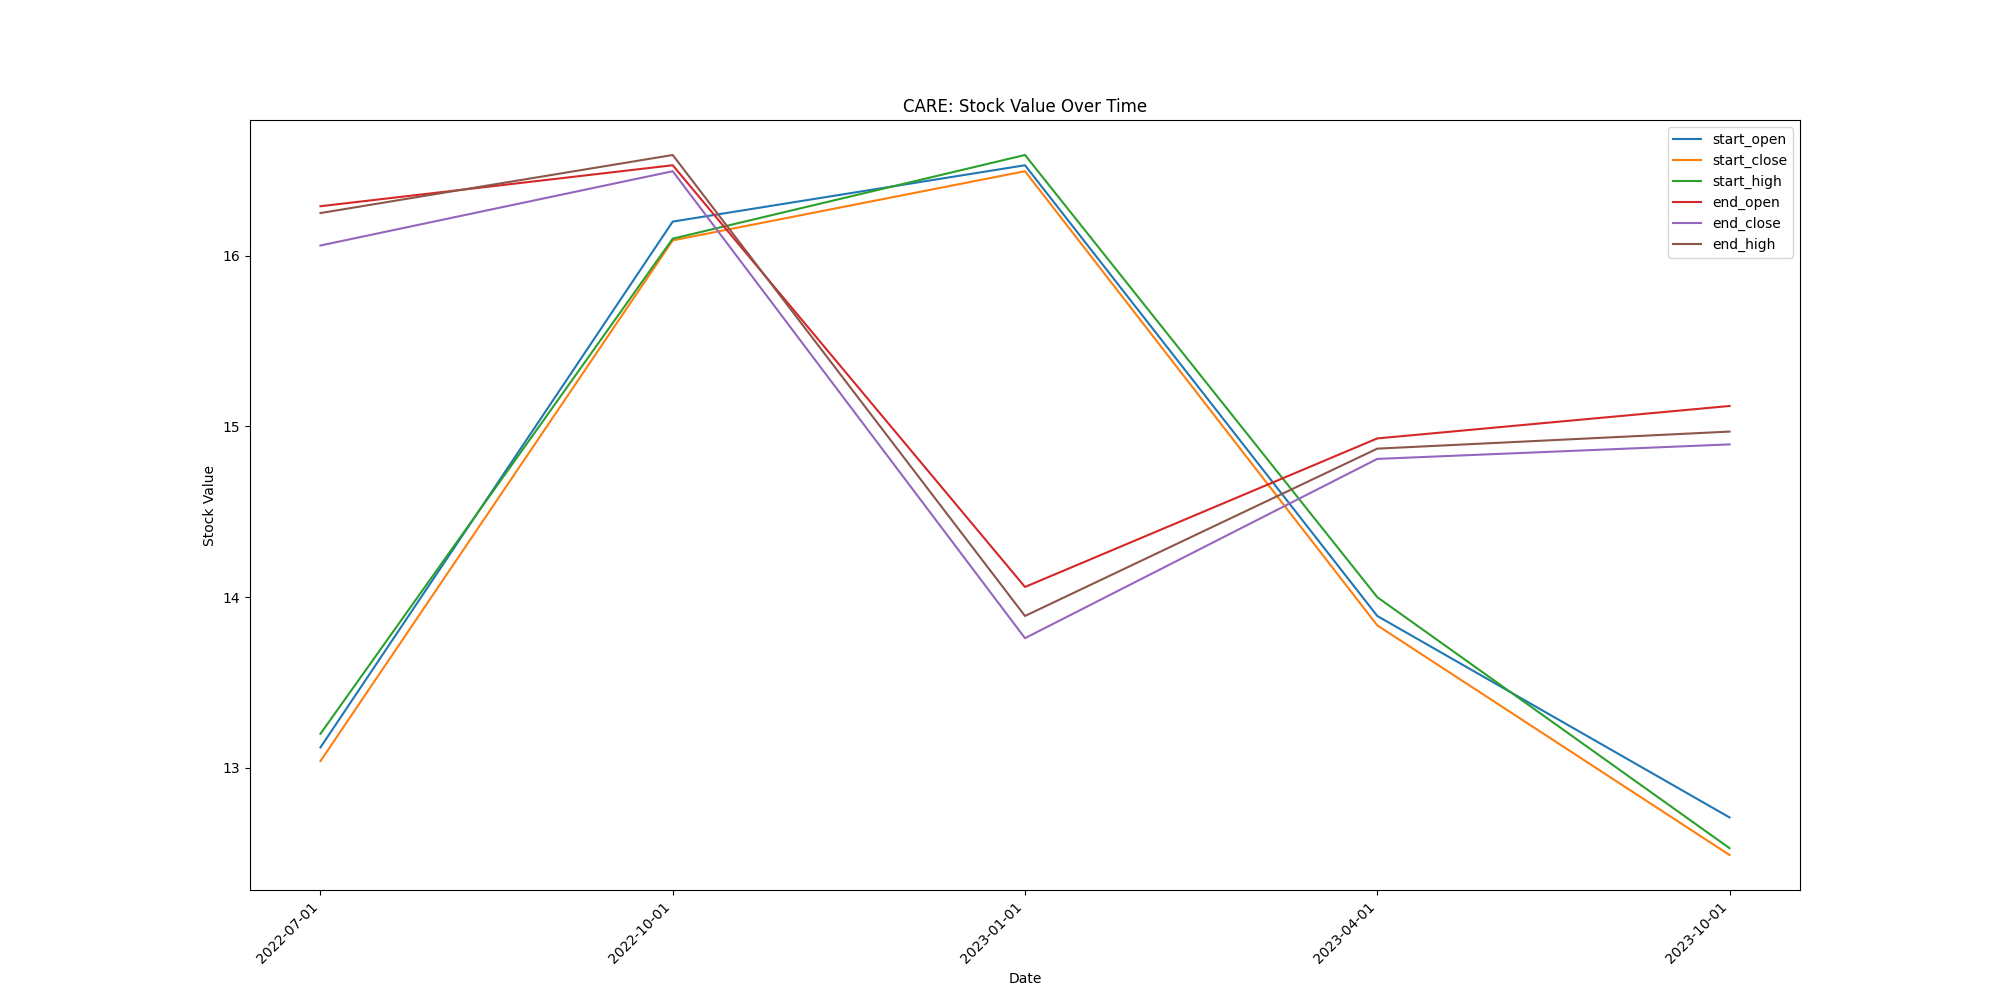 CARE: Stock Value Over Time
start_open
start_close
start_high
end_open
end_close
end_high
Stock Value
16
15
14
13
2022-07-01
2022-10-01
2023-01-01
2023-04-01
2023-10-01
Date